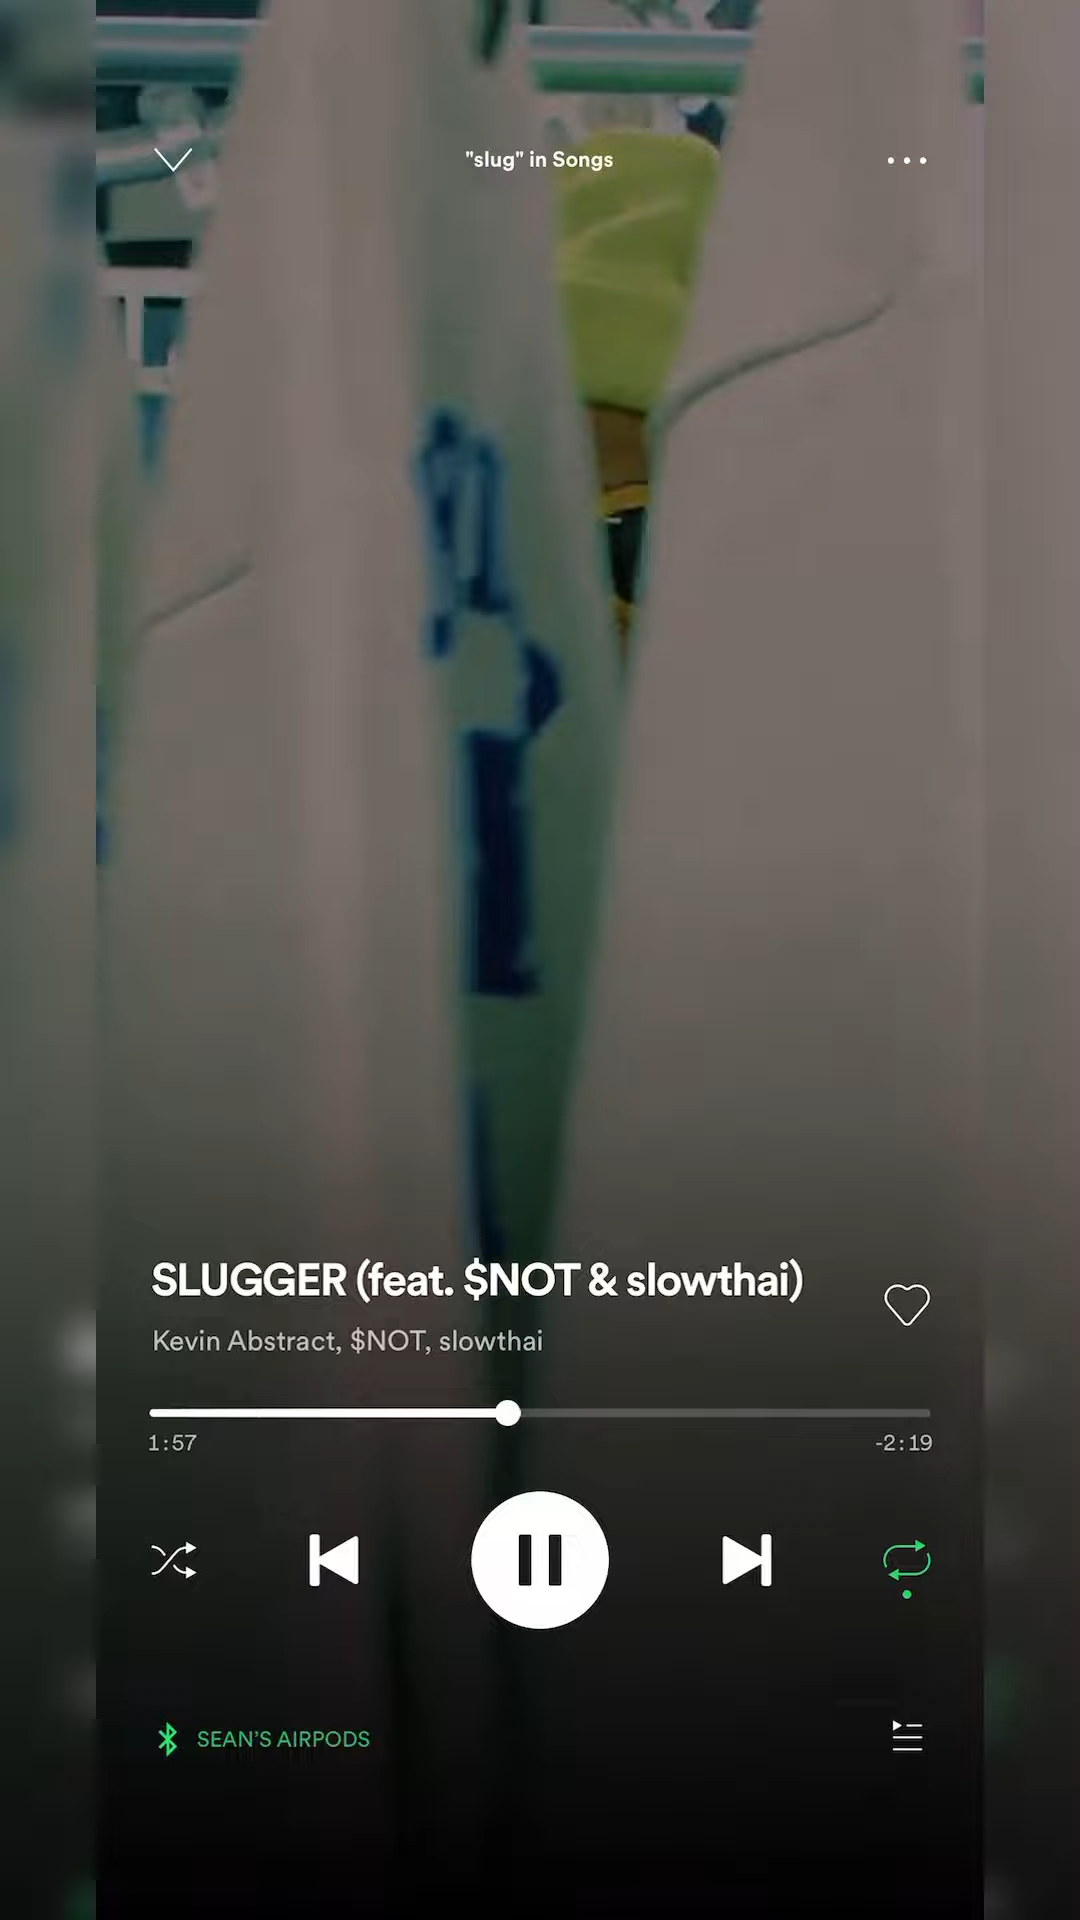 "slug" in Songs
SLUGGER (feat. $NOT & slowthai)
Kevin Abstract, $NOT, slowthai
1:57
-2:19
SEAN’S AIRPODS